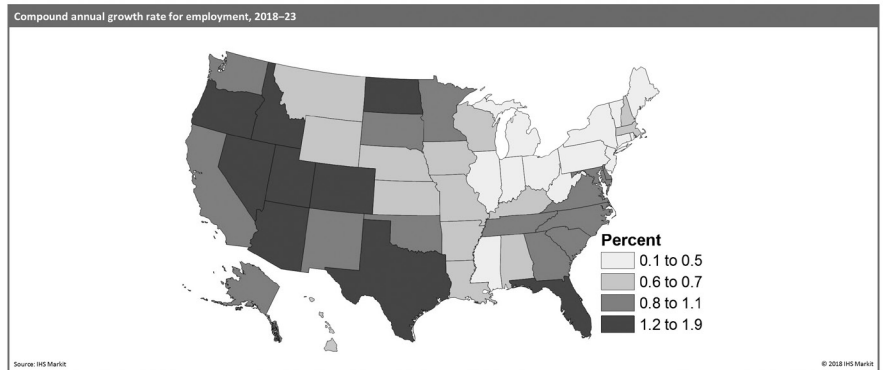 Compound annual growth rate for employment, 2018–23
Percent
0.1 to 0.5
0.6 to 0.7
0.8 to 1.1
1.2 to 1.9
Source: IHS Markit
© 2018 IHS Markit